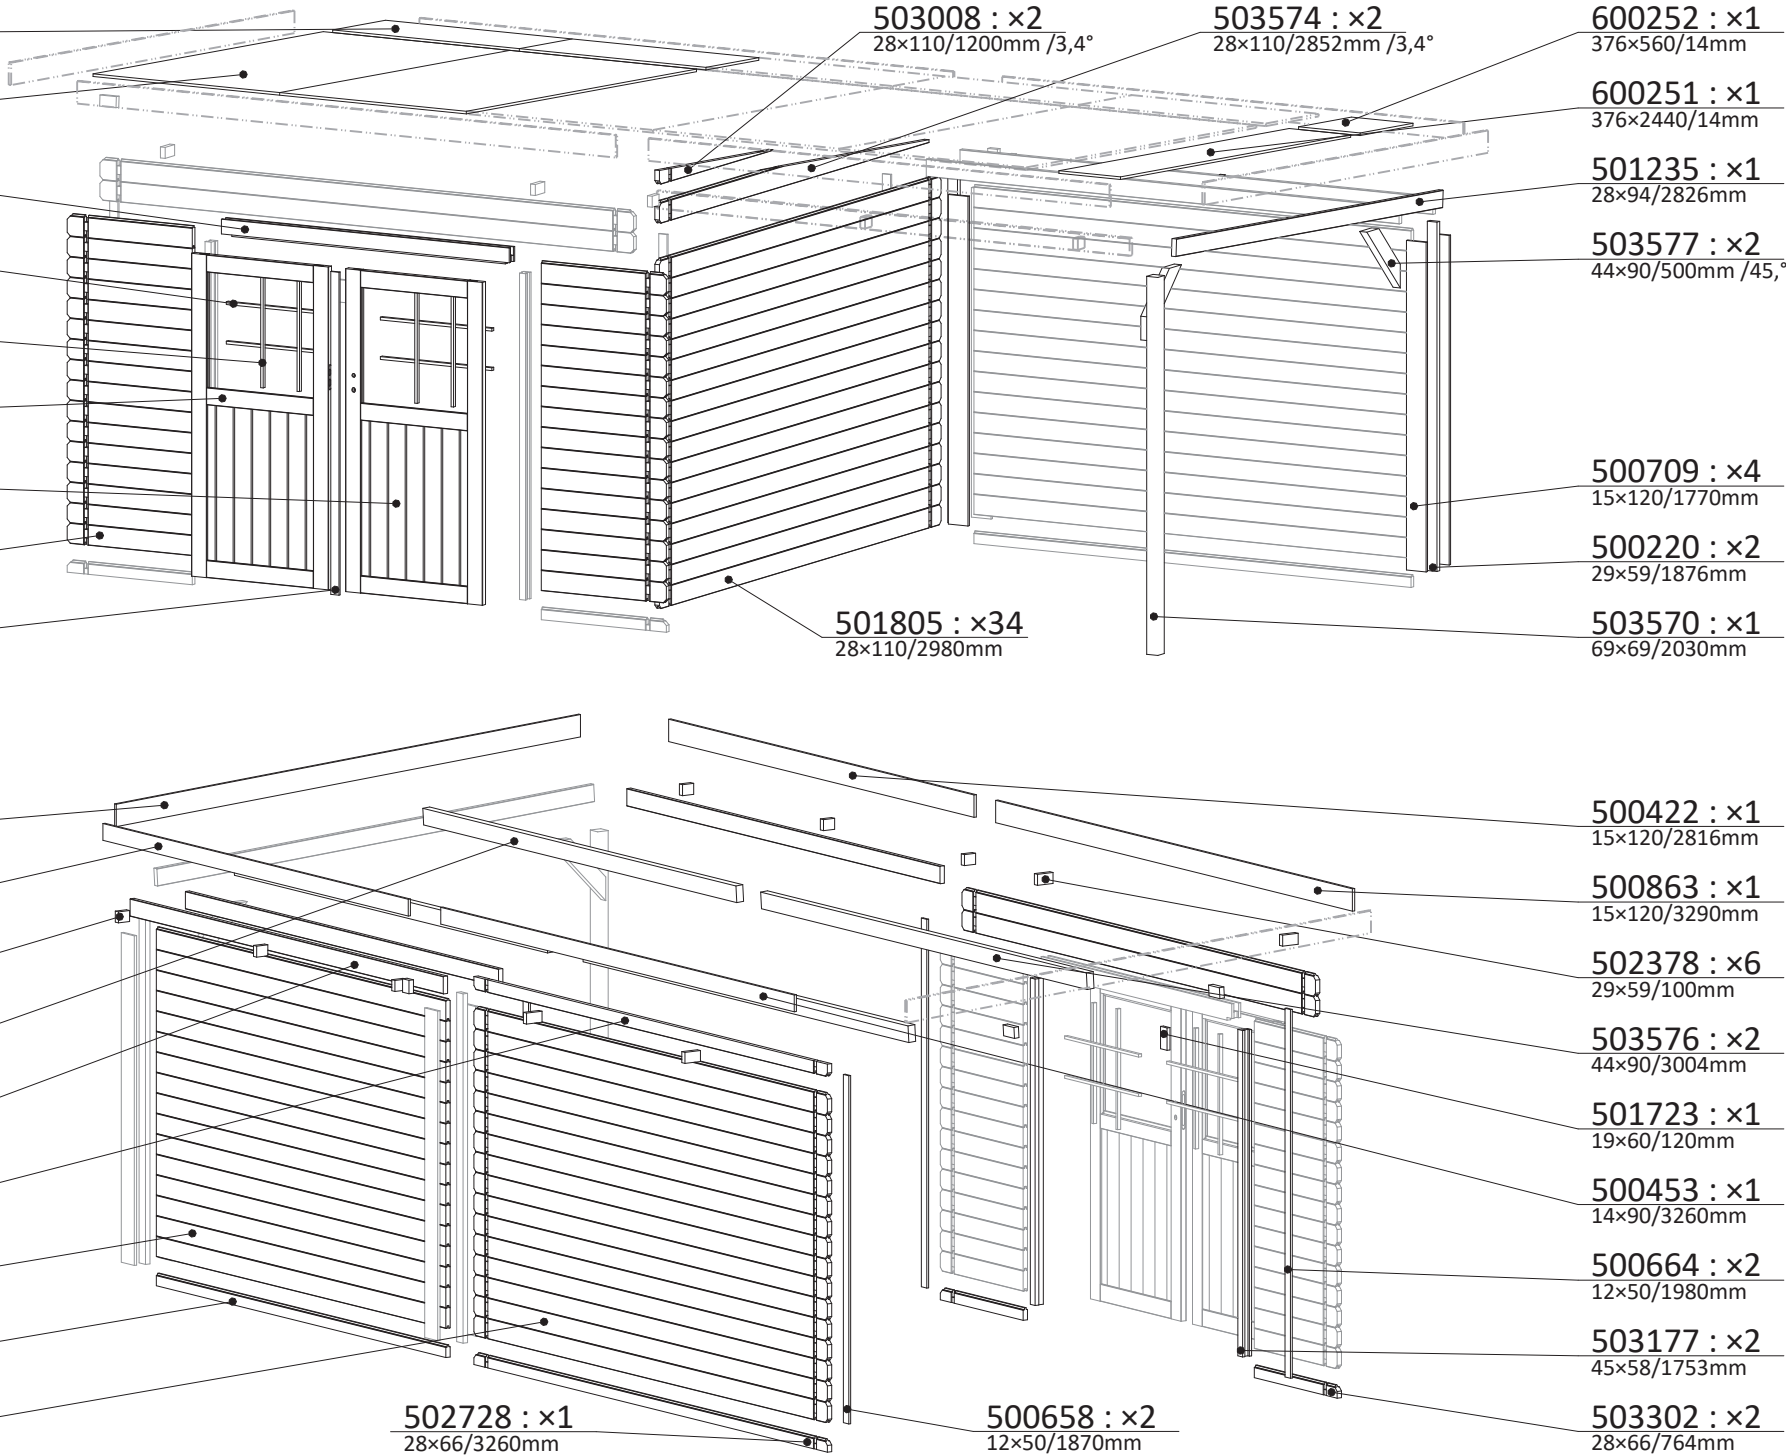 503008 : ×2
28×110/1200mm /3,4°
503574 : ×2
28×110/2852mm /3,4°
600252 : ×1
376×560/14mm
600251 : ×1
376×2440/14mm
501235 : ×1
28×94/2826mm
503577 : ×2
44×90/500mm /45,°
500709 : ×4
15×120/1770mm
500220 : ×2
29×59/1876mm
501805 : ×34
28×110/2980mm
503570 : ×1
69×69/2030mm
500422 : ×1
15×120/2816mm
500863 : ×1
15×120/3290mm
502378 : ×6
29×59/100mm
503576 : ×2
44×90/3004mm
501723 : ×1
19×60/120mm
500453 : ×1
14×90/3260mm
500664 : ×2
12×50/1980mm
503177 : ×2
45×58/1753mm
502728 : ×1
28×66/3260mm
500658 : ×2
12×50/1870mm
503302 : ×2
28×66/764mm